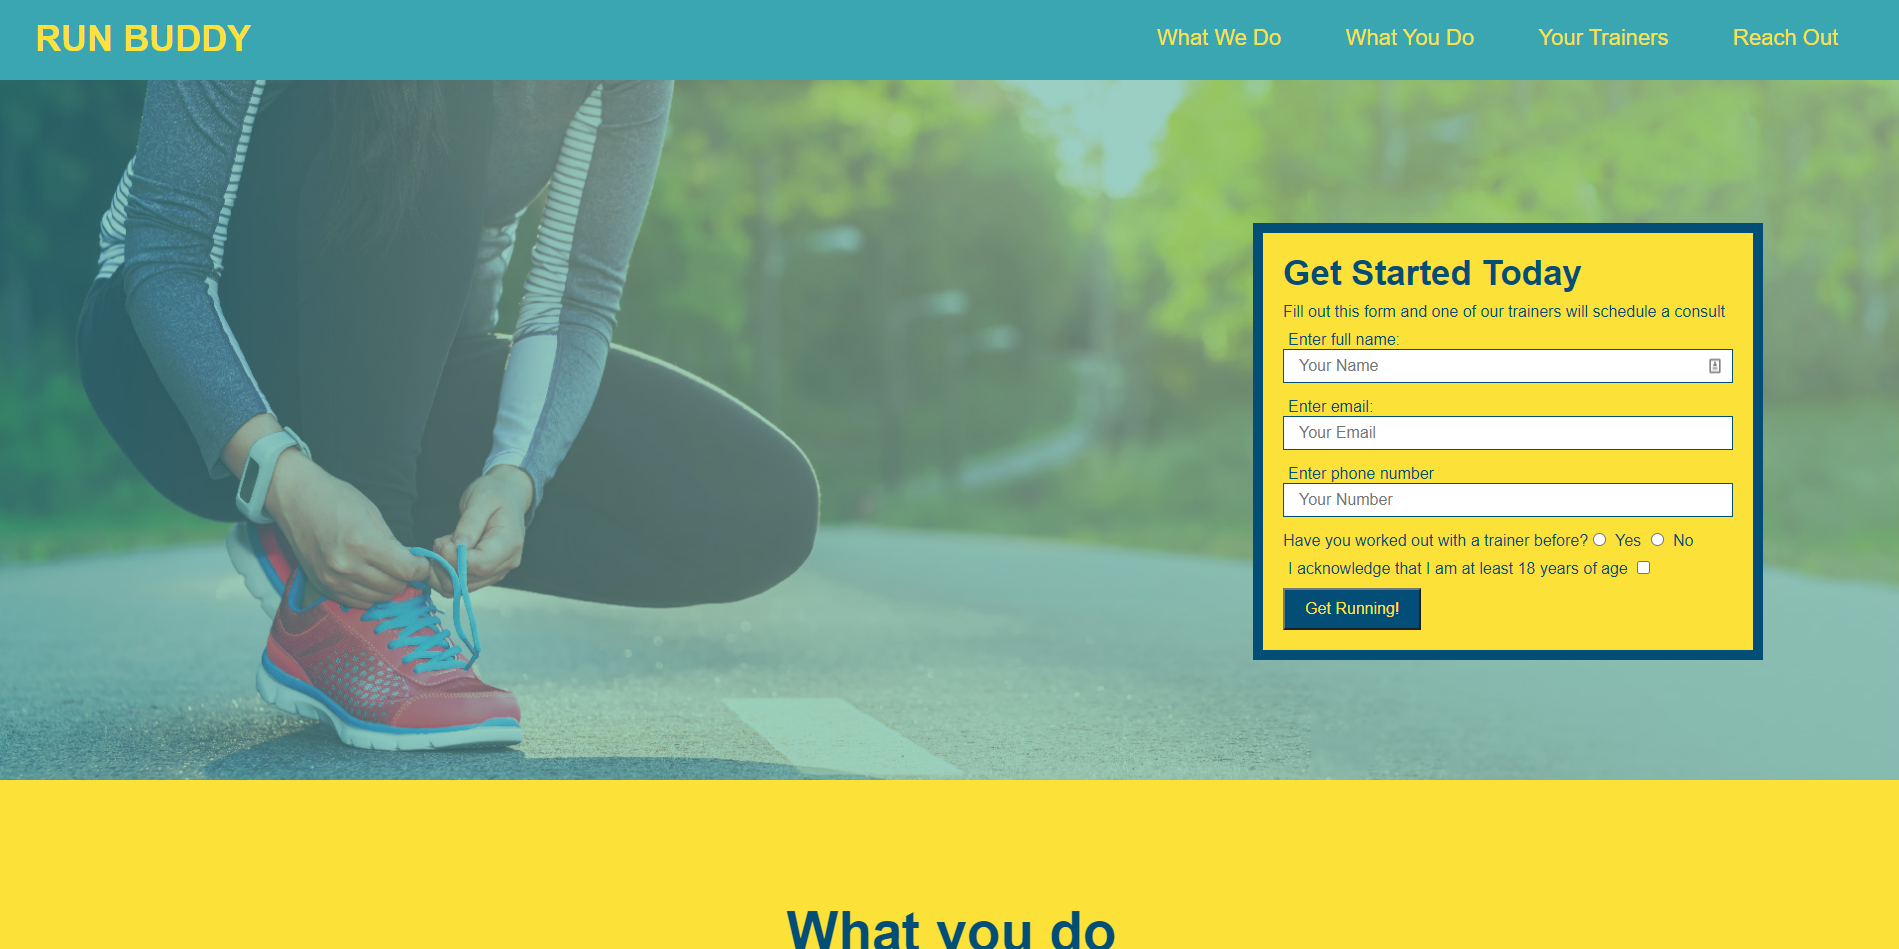 RUN BUDDY
What We Do
What You Do
Your Trainers
Reach Out
Get Started Today
Fill out this form and one of our trainers will schedule a consult
Enter full name:
Your Name
Enter email:
Your Email
Enter phone number
Your Number
Have you worked out with a trainer before? Yes No
I acknowledge that I am at least 18 years of age
Get Running!
What you do